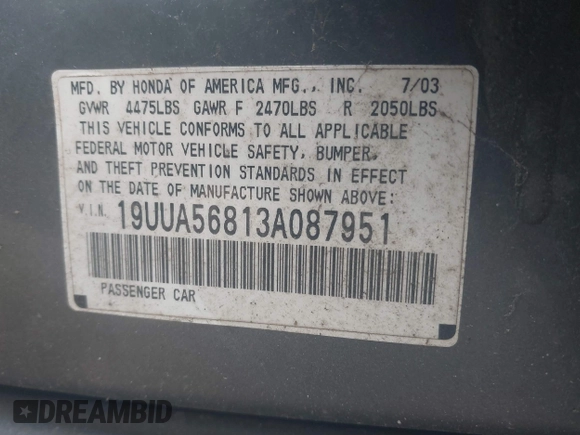 MFD. BY HONDA OF AMERICA MFG., INC. 7/03
GVWR 4475LBS GAWR F 2470LBS R 2050LBS
THIS VEHICLE CONFORMS TO ALL APPLICABLE
FEDERAL MOTOR VEHICLE SAFETY, BUMPER,
AND THEFT PREVENTION STANDARDS IN EFFECT
ON THE DATE OF MANUFACTURE SHOWN ABOVE:
V.I.N. 19UUA56813A087951
PASSENGER CAR
DREAMBID